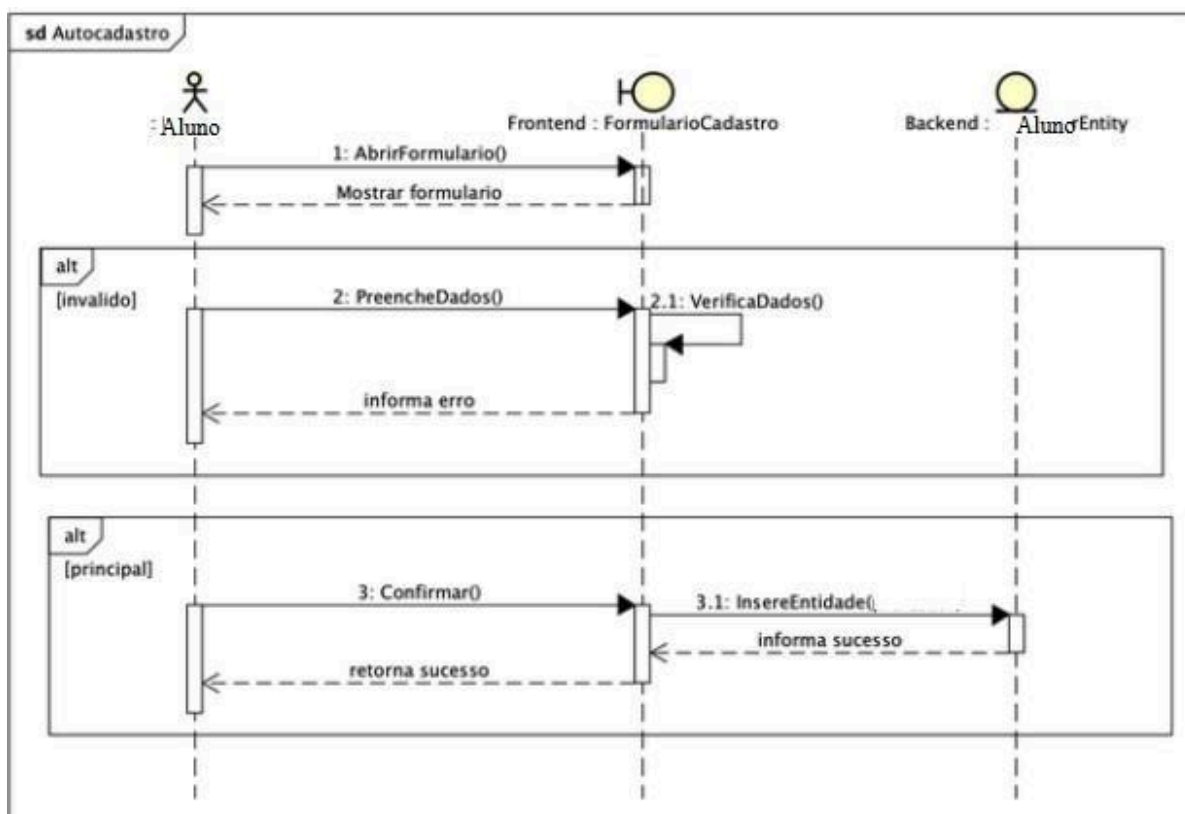 sd Autocadastro
: Aluno
Frontend : FormularioCadastro
Backend : AlunorEntity
1: AbrirFormulario()
Mostrar formulario
alt
[invalido]
2: PreencheDados()
2.1: VerificaDados()
informa erro
alt
[principal]
3: Confirmar()
3.1: InsereEntidade(
informa sucesso
retorna sucesso